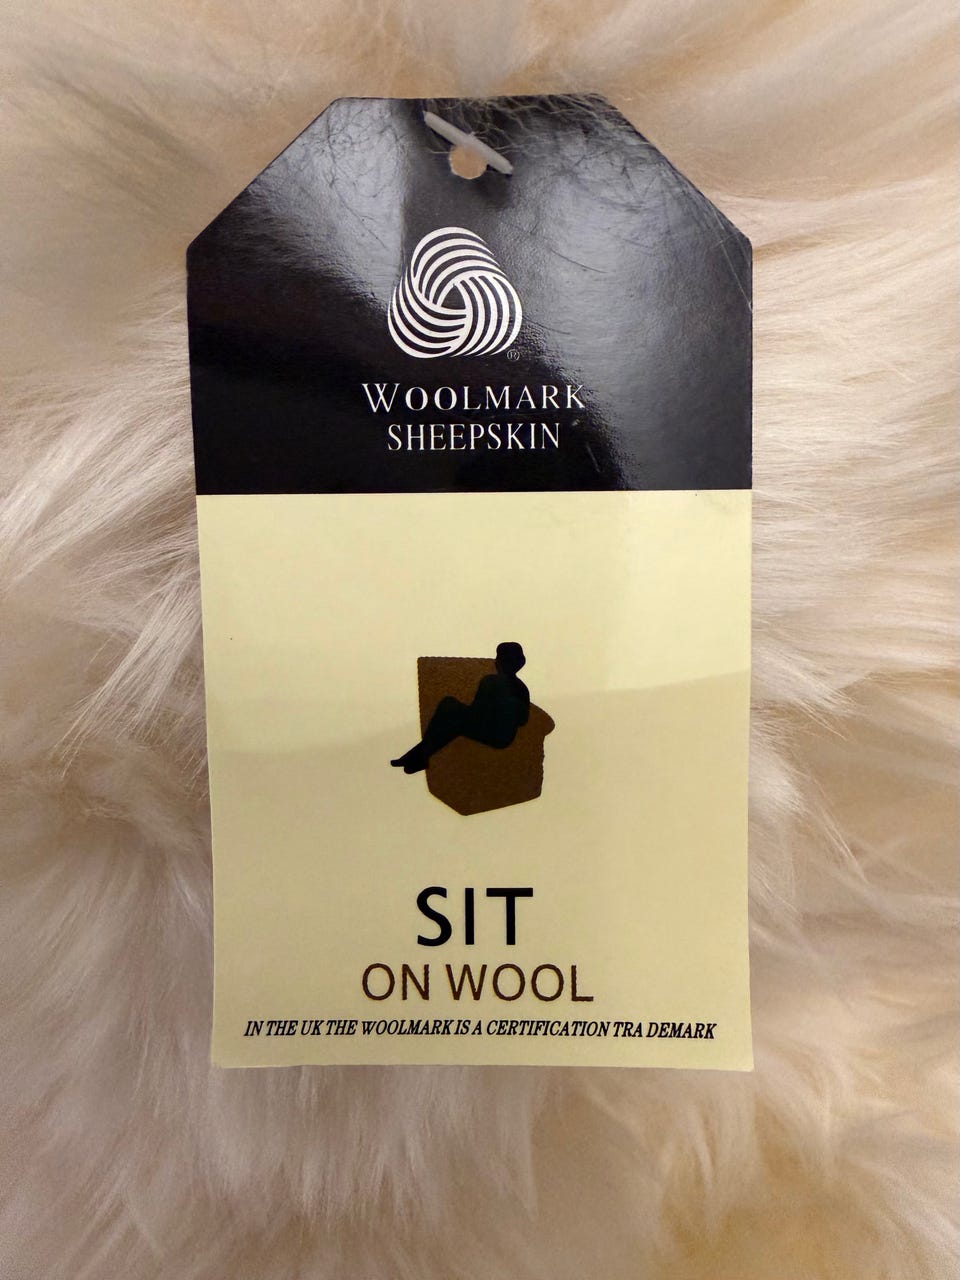 ®
WOOLMARK
SHEEPSKIN
SIT
ON WOOL
IN THE UK THE WOOLMARK IS A CERTIFICATION TRA DEMARK